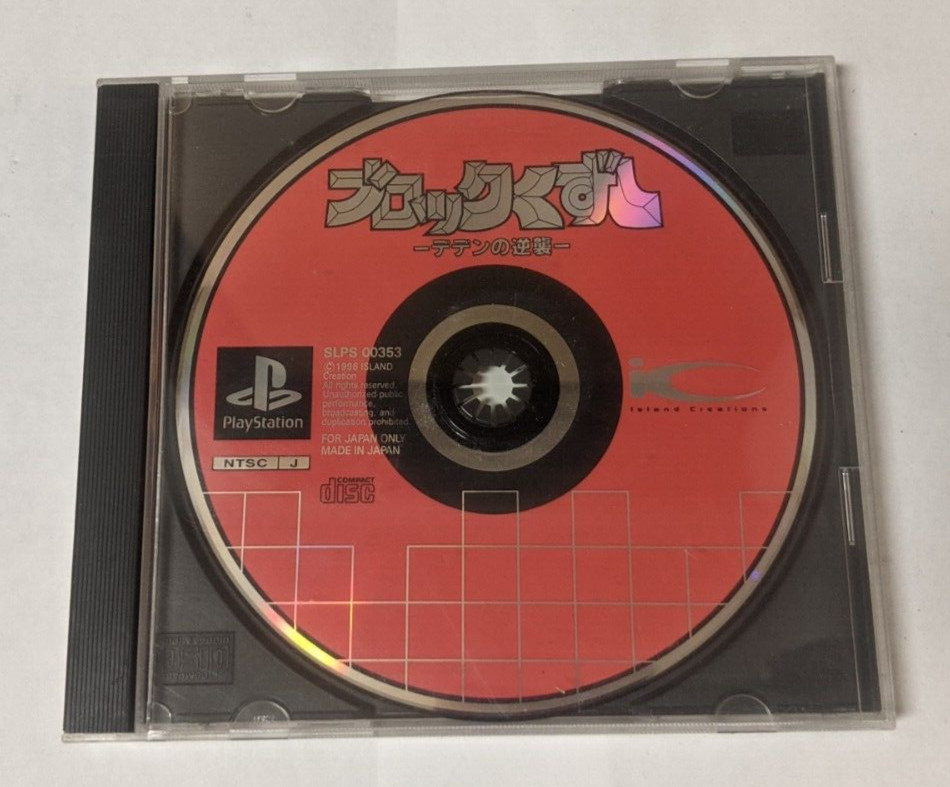 ブロックくずし
ーデデンの逆襲ー
PlayStation
NTSC J
SLPS 00353
©1996 ISLAND
Creation
All rights reserved.
Unauthorized public
performance,
broadcasting, and
duplication prohibited.
FOR JAPAN ONLY
MADE IN JAPAN
COMPACT
disc
iC
Island Creations